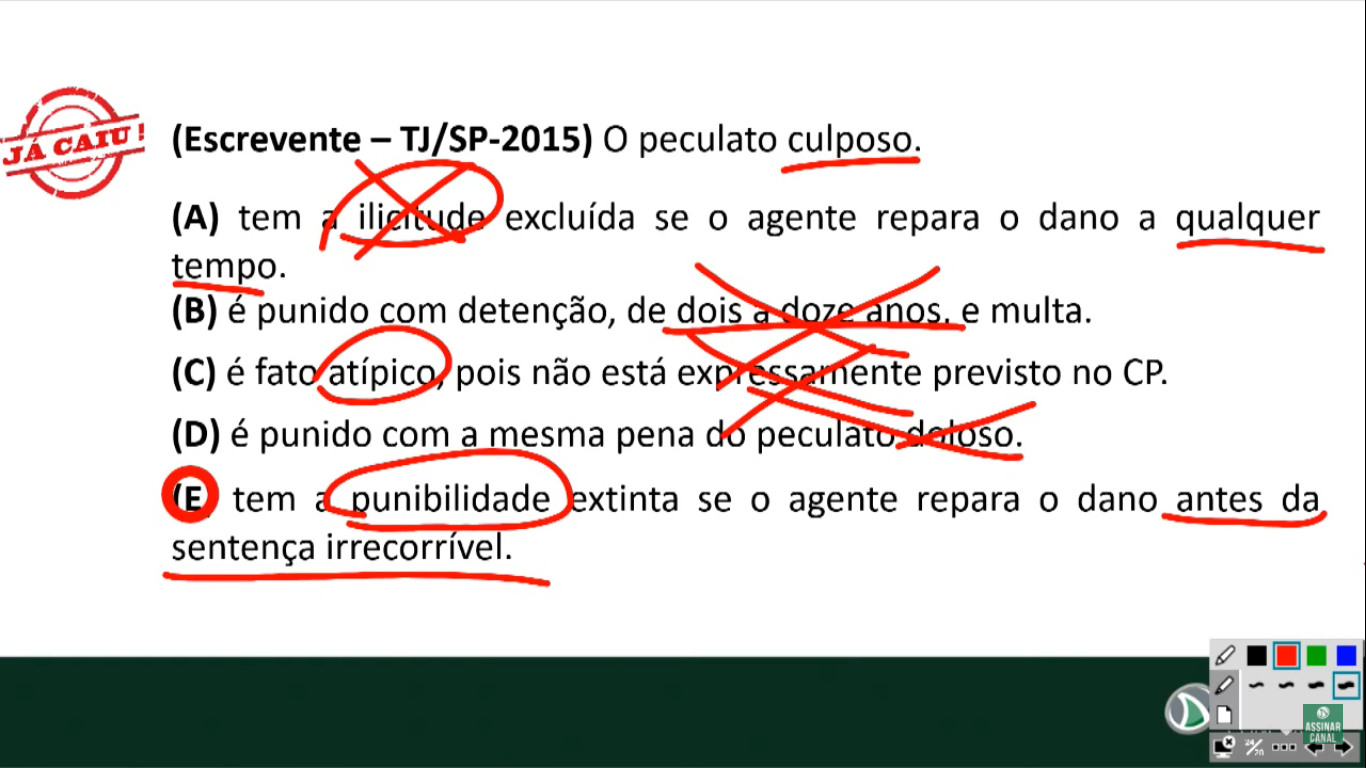 JÁ CAIU !
(Escrevente – TJ/SP-2015) O peculato culposo.
(A) tem a ilicitude excluída se o agente repara o dano a qualquer
tempo.
(B) é punido com detenção, de dois a doze anos, e multa.
(C) é fato atípico, pois não está expressamente previsto no CP.
(D) é punido com a mesma pena do peculato doloso.
(E) tem a punibilidade extinta se o agente repara o dano antes da
sentença irrecorrível.
ASSINAR
CANAL